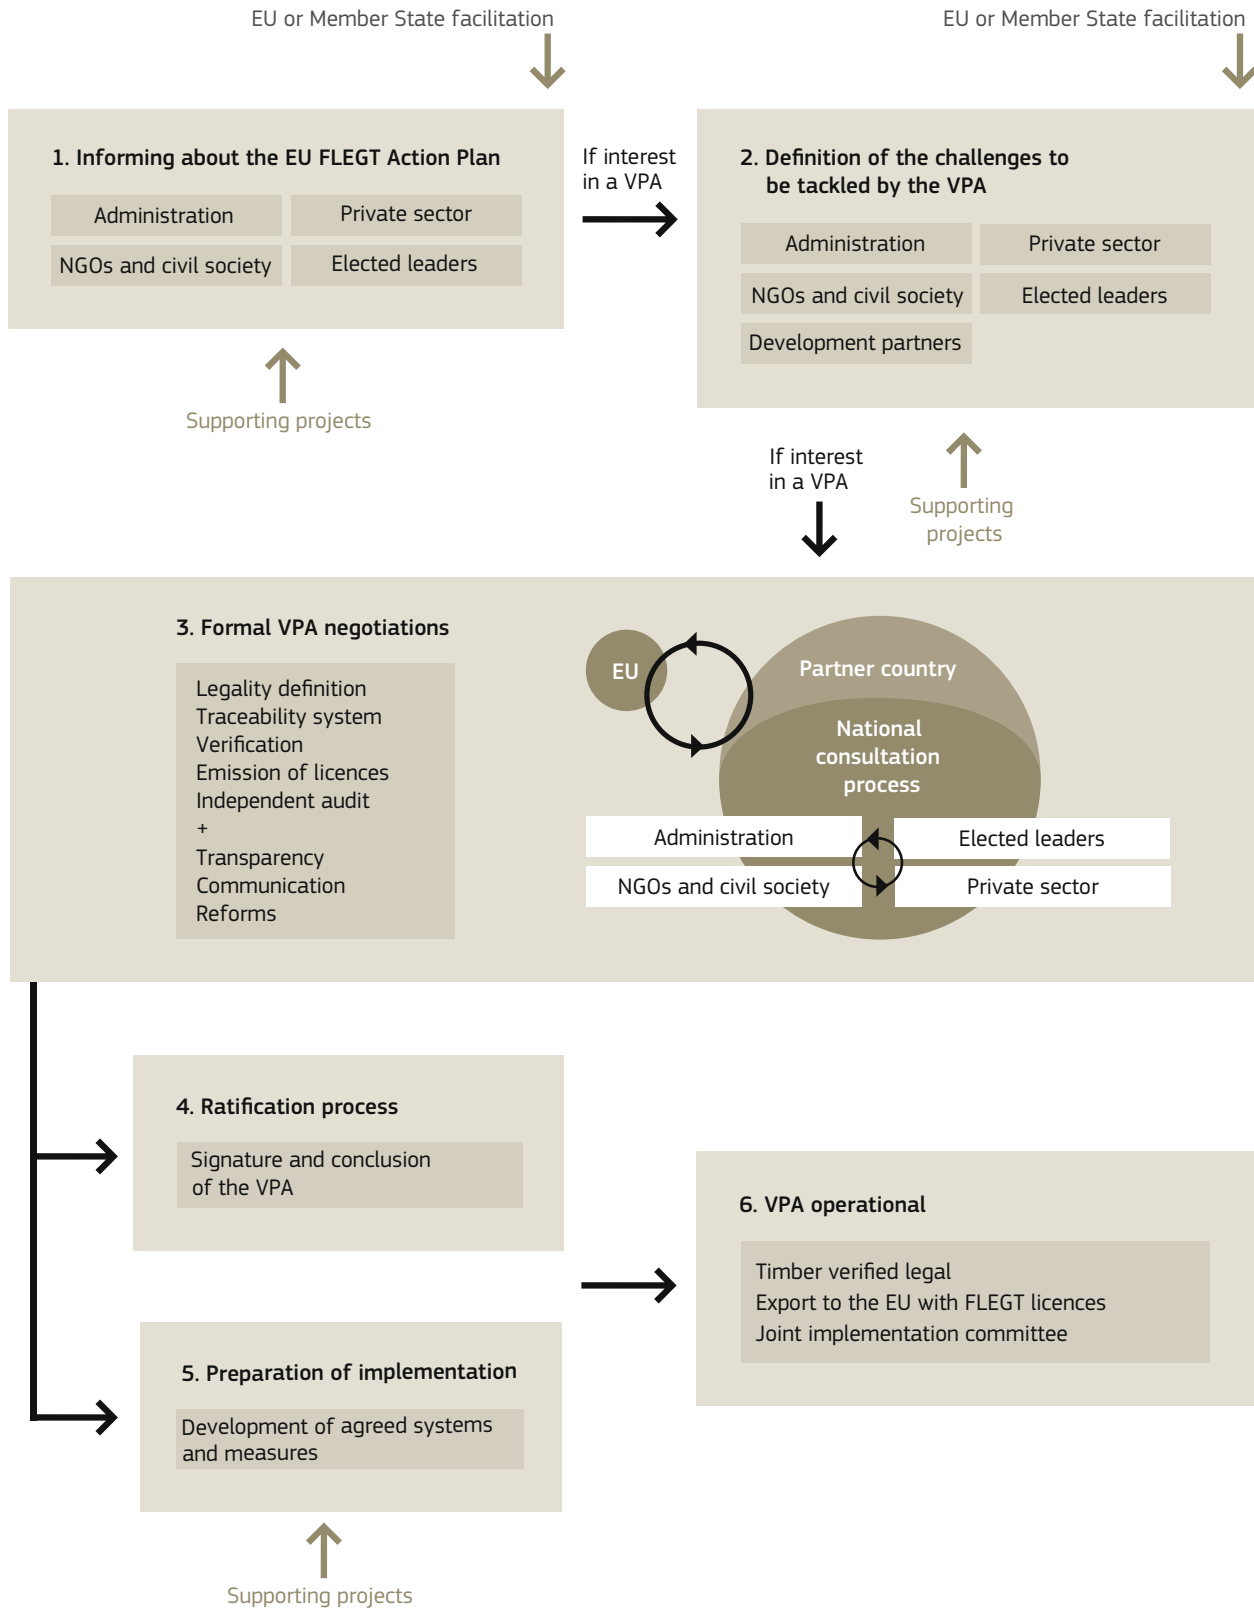 EU or Member State facilitation
EU or Member State facilitation
1. Informing about the EU FLEGT Action Plan
Administration
Private sector
NGOs and civil society
Elected leaders
Supporting projects
If interest
in a VPA
2. Definition of the challenges to
be tackled by the VPA
Administration
Private sector
NGOs and civil society
Elected leaders
Development partners
If interest
in a VPA
Supporting
projects
3. Formal VPA negotiations
Legality definition
Traceability system
Verification
Emission of licences
Independent audit
+
Transparency
Communication
Reforms
EU
Partner country
National
consultation
process
Administration
Elected leaders
NGOs and civil society
Private sector
4. Ratification process
Signature and conclusion
of the VPA
5. Preparation of implementation
Development of agreed systems
and measures
Supporting projects
6. VPA operational
Timber verified legal
Export to the EU with FLEGT licences
Joint implementation committee